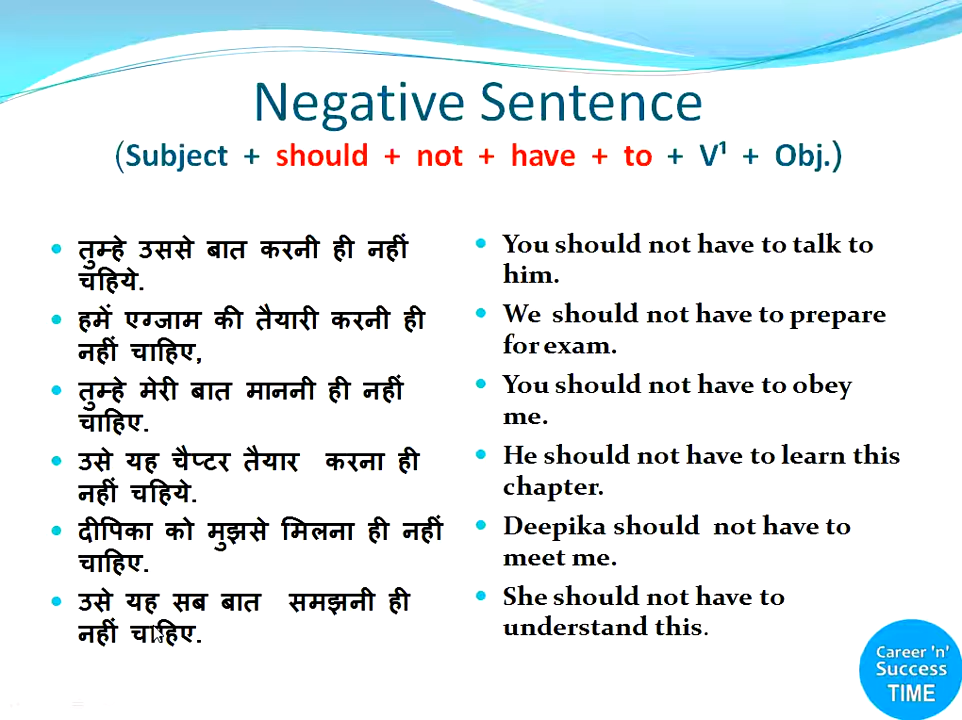 Negative Sentence
(Subject + should + not + have + to + V¹ + Obj.)
तुम्हे उससे बात करनी ही नहीं
चहिये.
हमें एग्जाम की तैयारी करनी ही
नहीं चाहिए,
तुम्हे मेरी बात माननी ही नहीं
चाहिए.
उसे यह चैप्टर तैयार करना ही
नहीं चहिये.
दीपिका को मुझसे मिलना ही नहीं
चाहिए.
उसे यह सब बात समझनी ही
नहीं चाहिए.
You should not have to talk to
him.
We should not have to prepare
for exam.
You should not have to obey
me.
He should not have to learn this
chapter.
Deepika should not have to
meet me.
She should not have to
understand this.
Career 'n'
Success
TIME